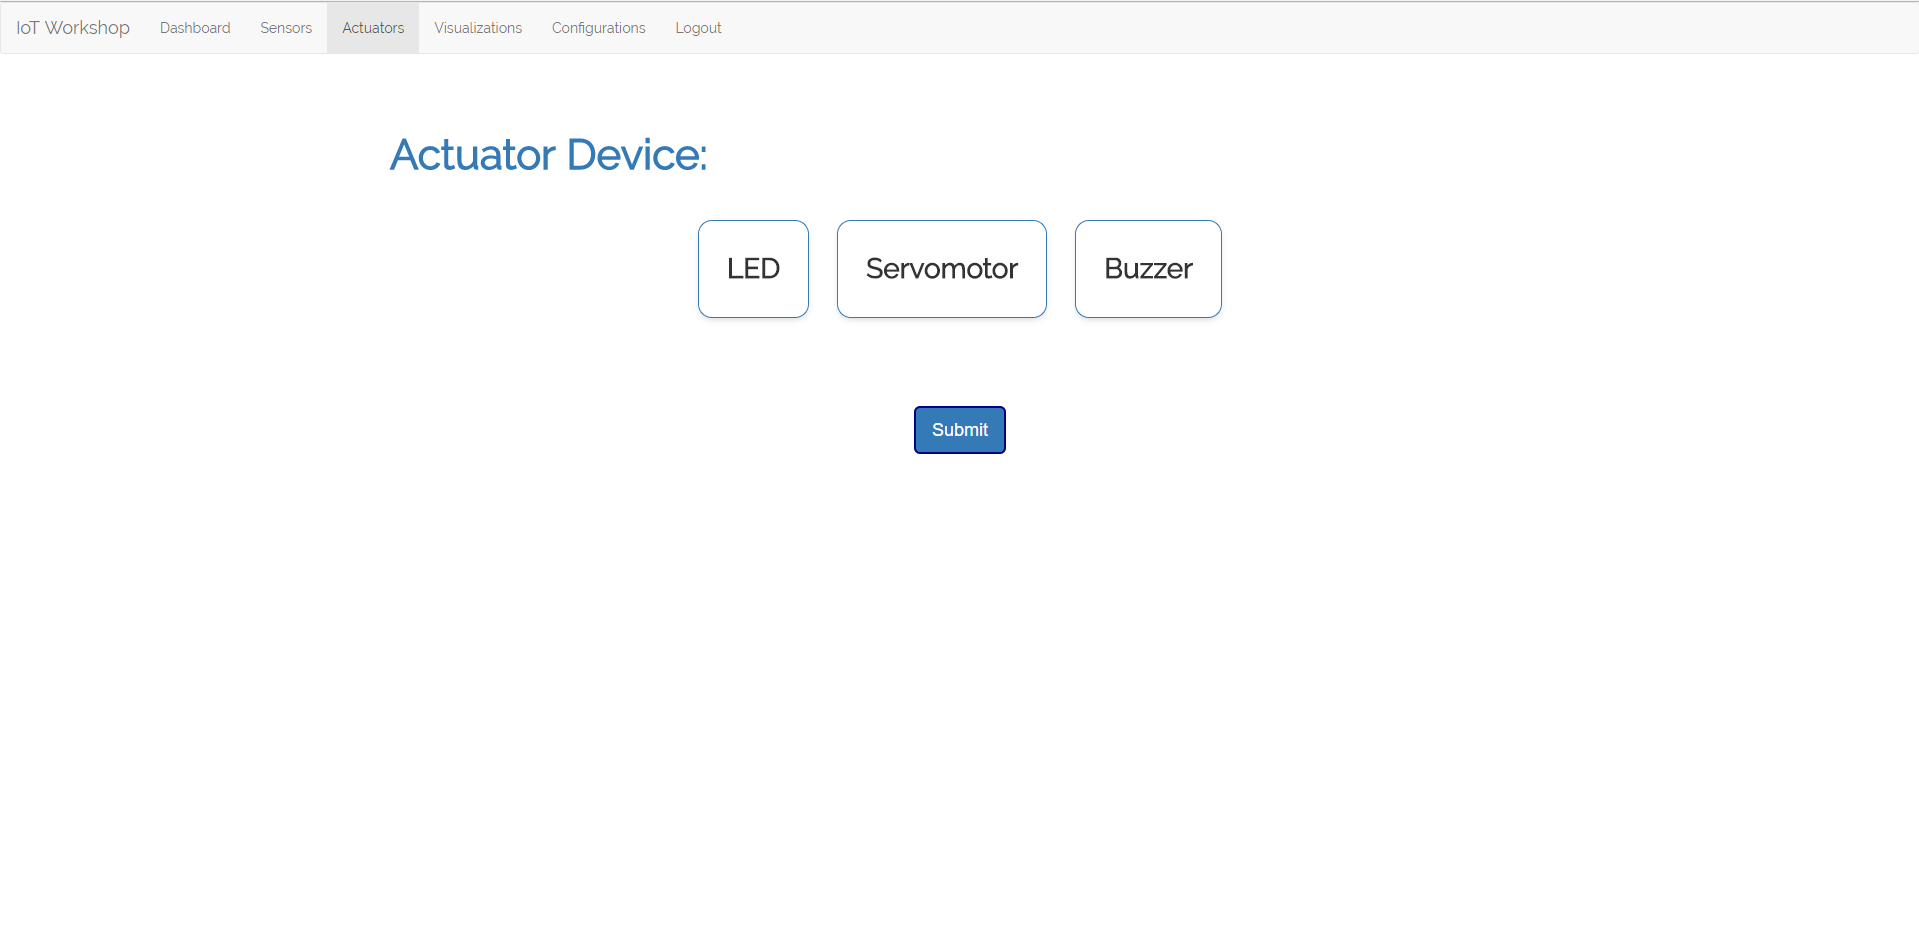 IoT Workshop Dashboard Sensors Actuators Visualizations Configurations Logout
Actuator Device:
LED Servomotor Buzzer
Submit